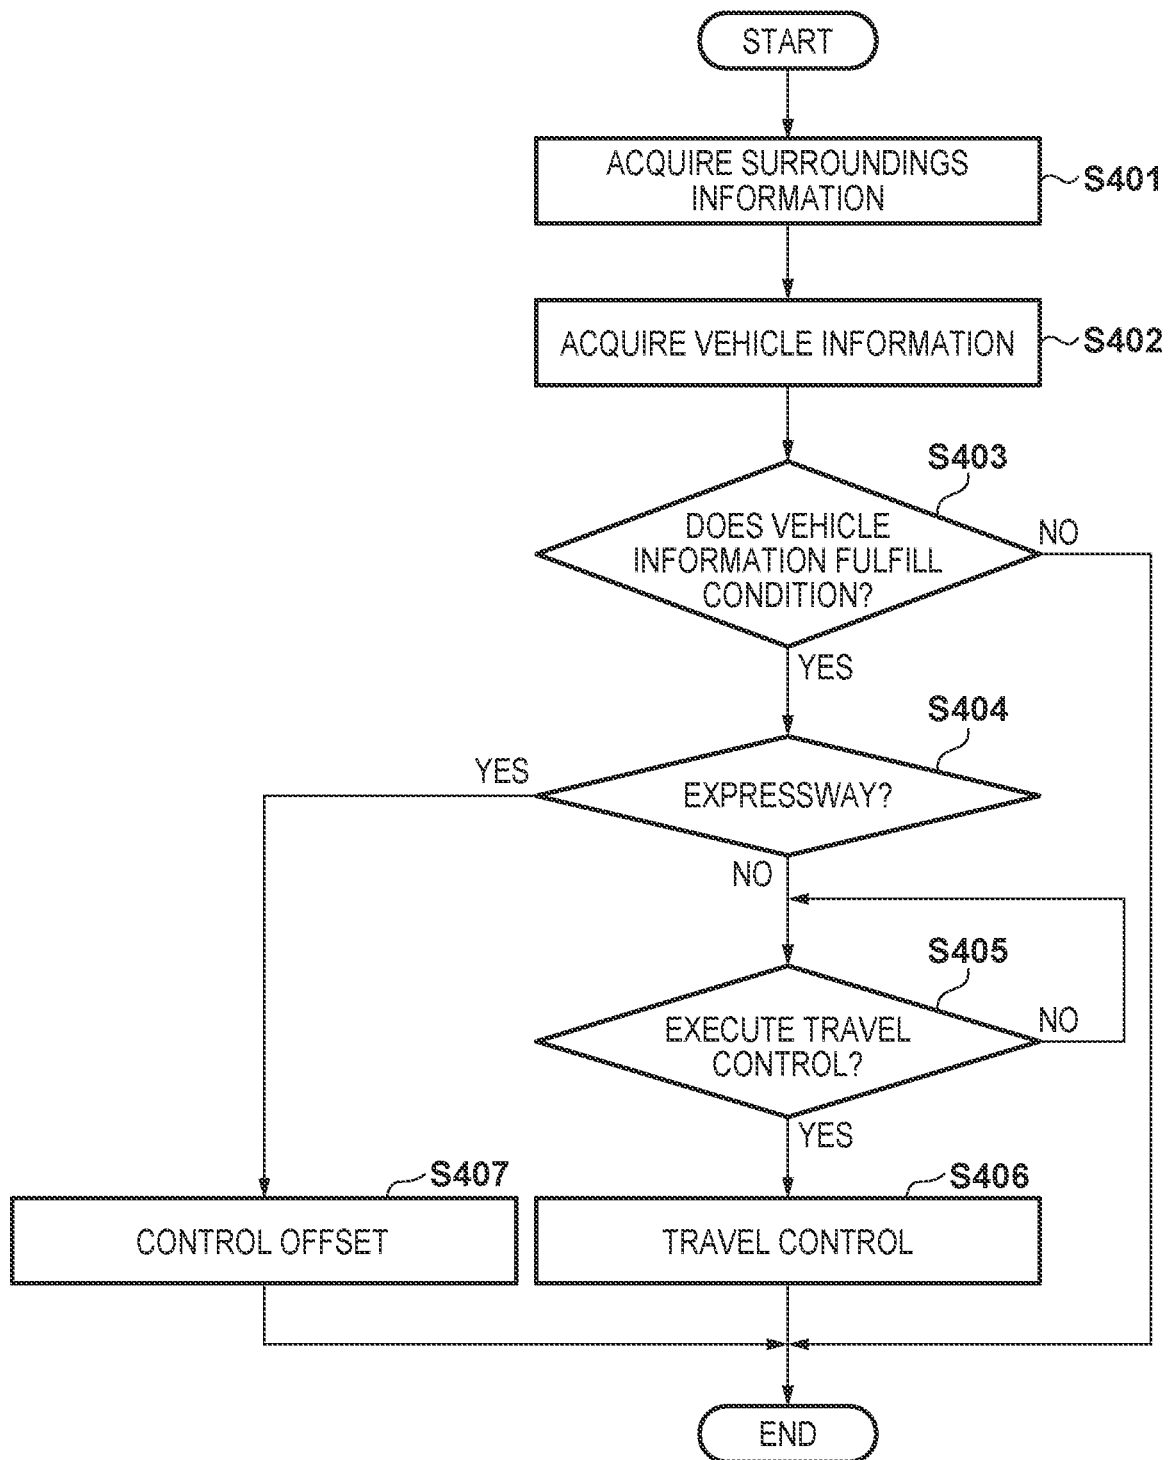 START
ACQUIRE SURROUNDINGS
INFORMATION
S401
ACQUIRE VEHICLE INFORMATION
S402
S403
DOES VEHICLE
INFORMATION FULFILL
CONDITION?
NO
YES
S404
YES
EXPRESSWAY?
NO
S405
EXECUTE TRAVEL
CONTROL?
NO
YES
S407
CONTROL OFFSET
S406
TRAVEL CONTROL
END